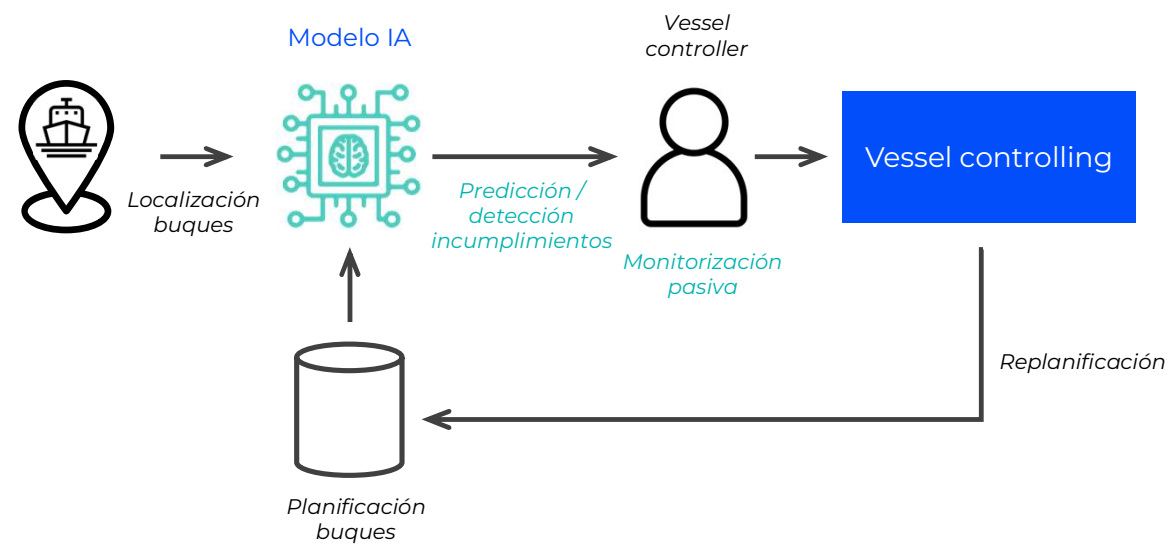 Modelo IA
Vessel
controller
Vessel controlling
Localización
buques
Predicción /
detección
incumplimientos
Monitorización
pasiva
Replanificación
Planificación
buques